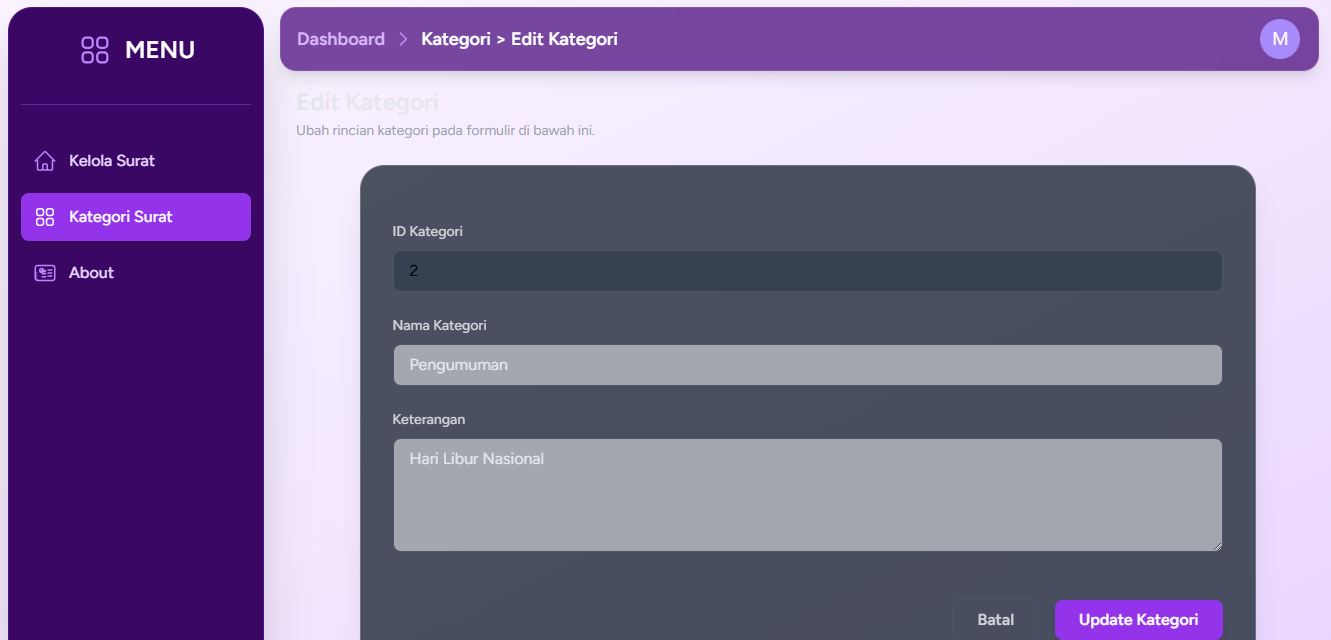 MENU
Kelola Surat
Kategori Surat
About
Dashboard > Kategori > Edit Kategori
M
Edit Kategori
Ubah rincian kategori pada formulir di bawah ini.
ID Kategori
2
Nama Kategori
Pengumuman
Keterangan
Hari Libur Nasional
Batal Update Kategori